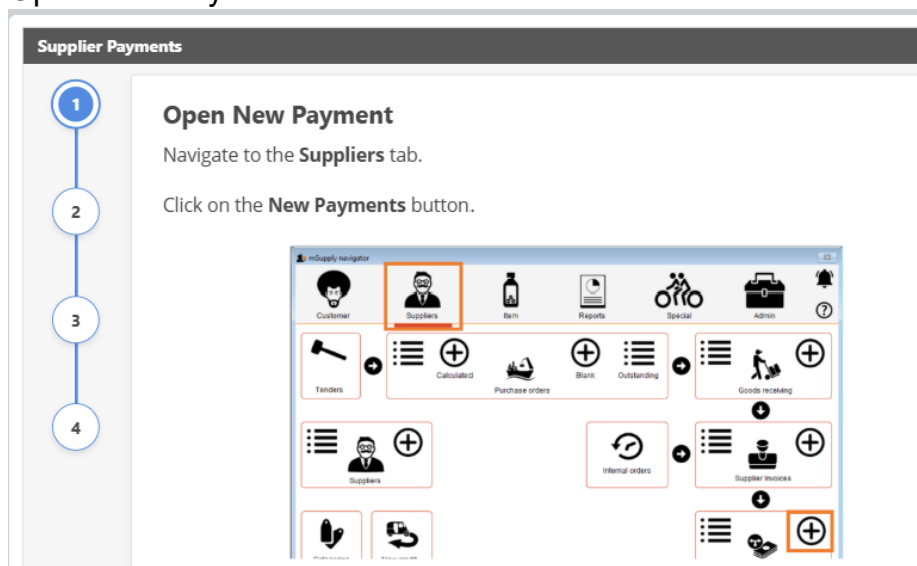 Supplier Payments
1
Open New Payment
Navigate to the Suppliers tab.
2
Click on the New Payments button.
mSupply navigator
Customer
Suppliers
Item
Reports
Special
Admin
?
3
Tenders
Calculated
Purchase orders
Blank
Outstanding
Goods receiving
4
Suppliers
Internal orders
Supplier Invoices